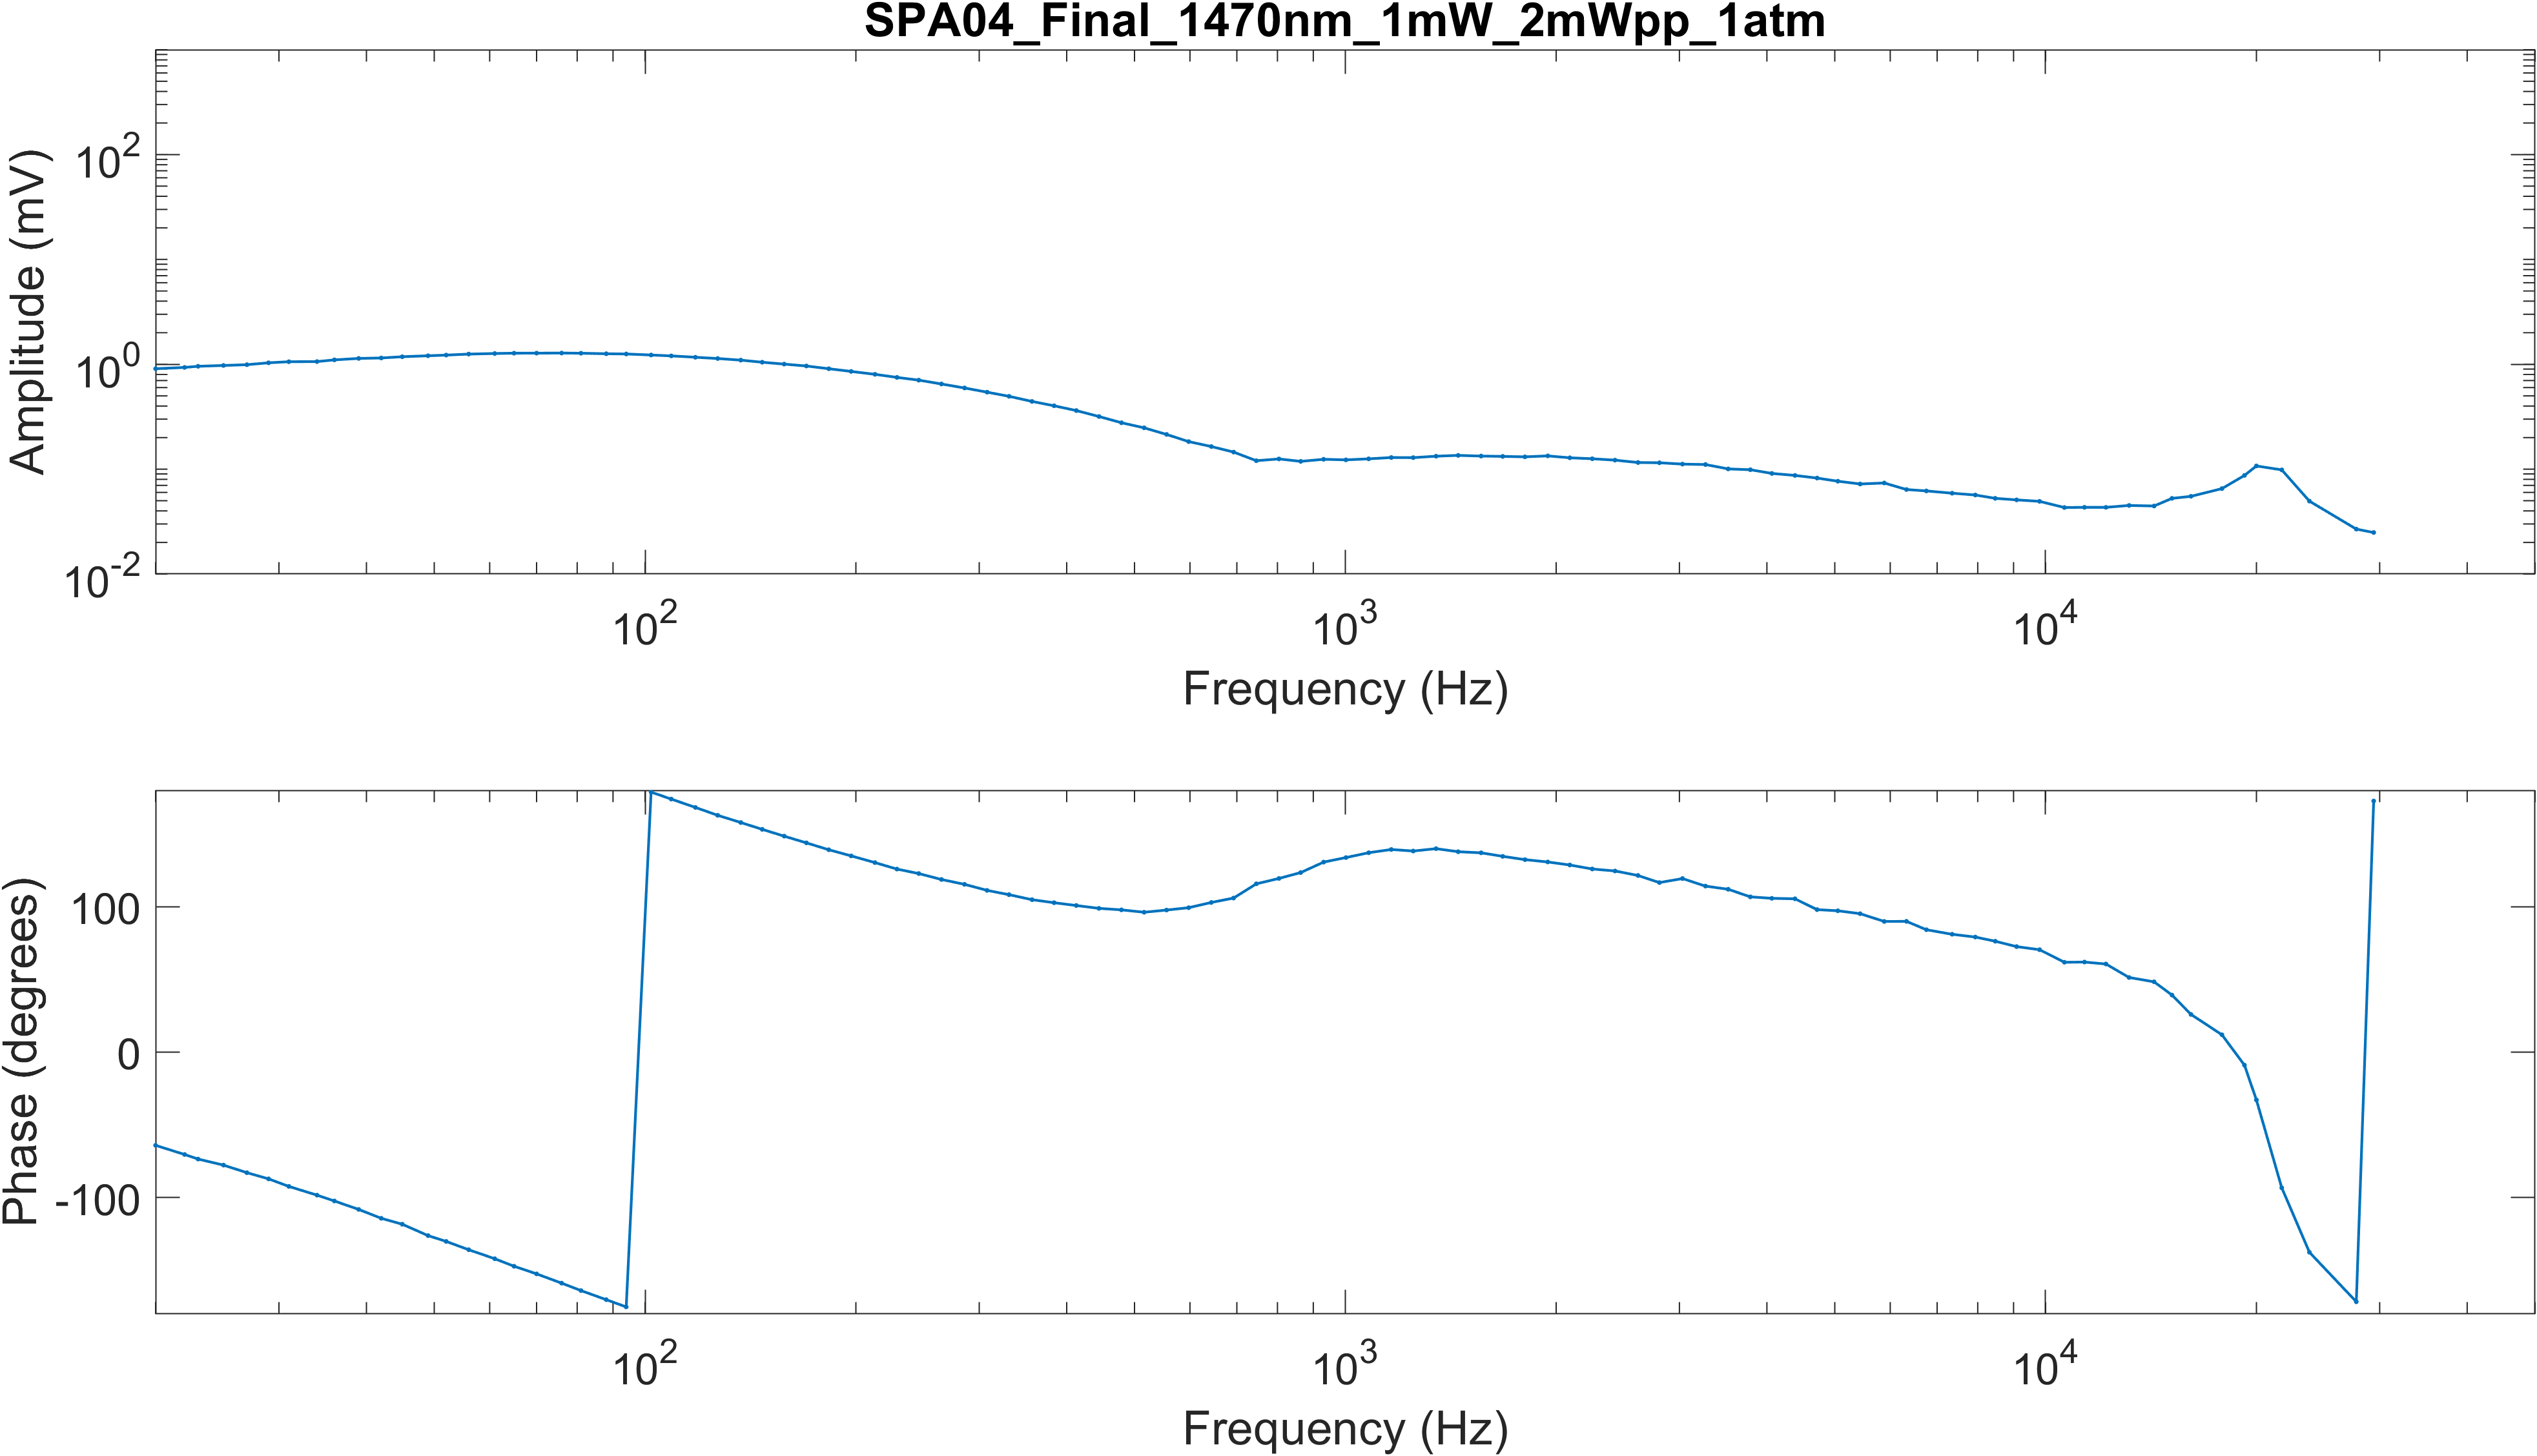 SPA04_Final_1470nm_1mW_2mWpp_1atm
Amplitude (mV)
10^2
10^0
10^-2
10^2
10^3
10^4
Frequency (Hz)
Phase (degrees)
100
0
-100
10^2
10^3
10^4
Frequency (Hz)